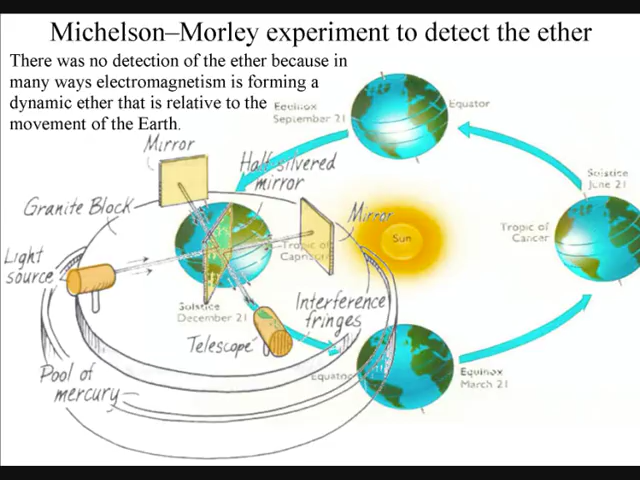 Michelson–Morley experiment to detect the ether
There was no detection of the ether because in
many ways electromagnetism is forming a
dynamic ether that is relative to the
movement of the Earth.
Equinox
September 21
Equator
Mirror
Half-silvered
mirror
Solstice
June 21
Granite Block
Mirror
Tropic of
Cancer
Sun
Light
source
Tropic of
Capricorn
Solstice
December 21
Interference
fringes
Telescope
Pool of
mercury
Equator
Equinox
March 21